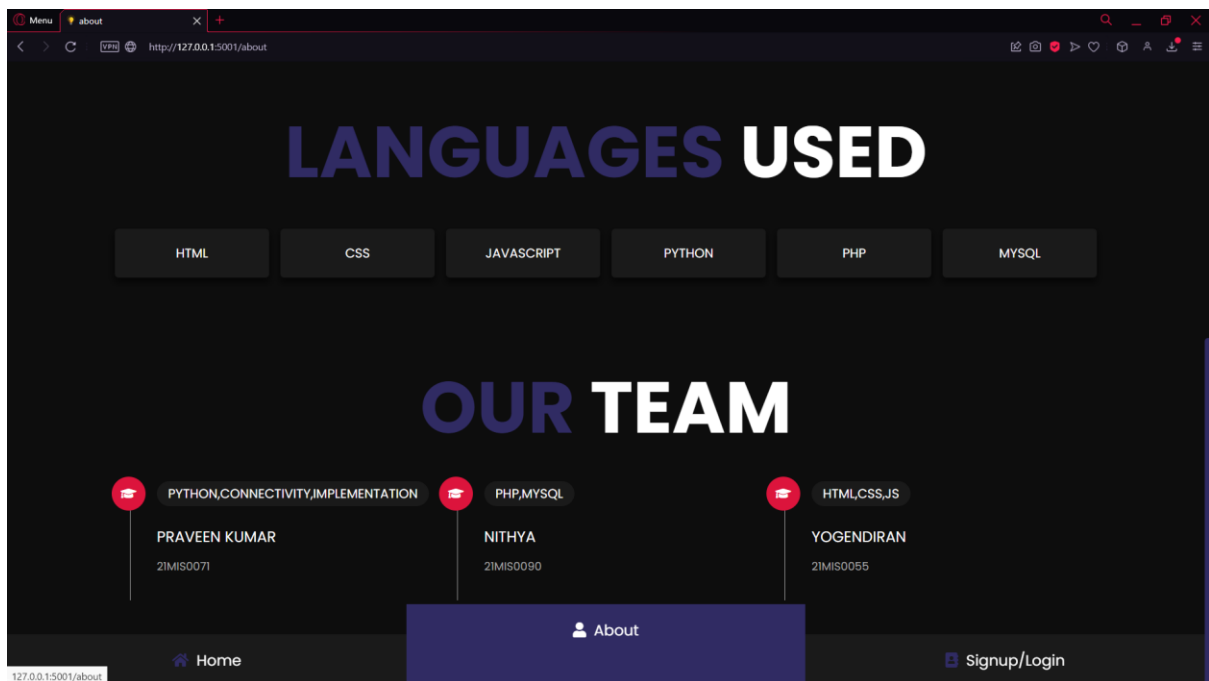 Menu
about
VPN
http://127.0.0.1:5001/about
LANGUAGES USED
HTML
CSS
JAVASCRIPT
PYTHON
PHP
MYSQL
OUR TEAM
PYTHON,CONNECTIVITY,IMPLEMENTATION
PHP,MYSQL
HTML,CSS,JS
PRAVEEN KUMAR
NITHYA
YOGENDIRAN
21MIS0071
21MIS0090
21MIS0055
About
Home
Signup/Login
127.0.0.1:5001/about